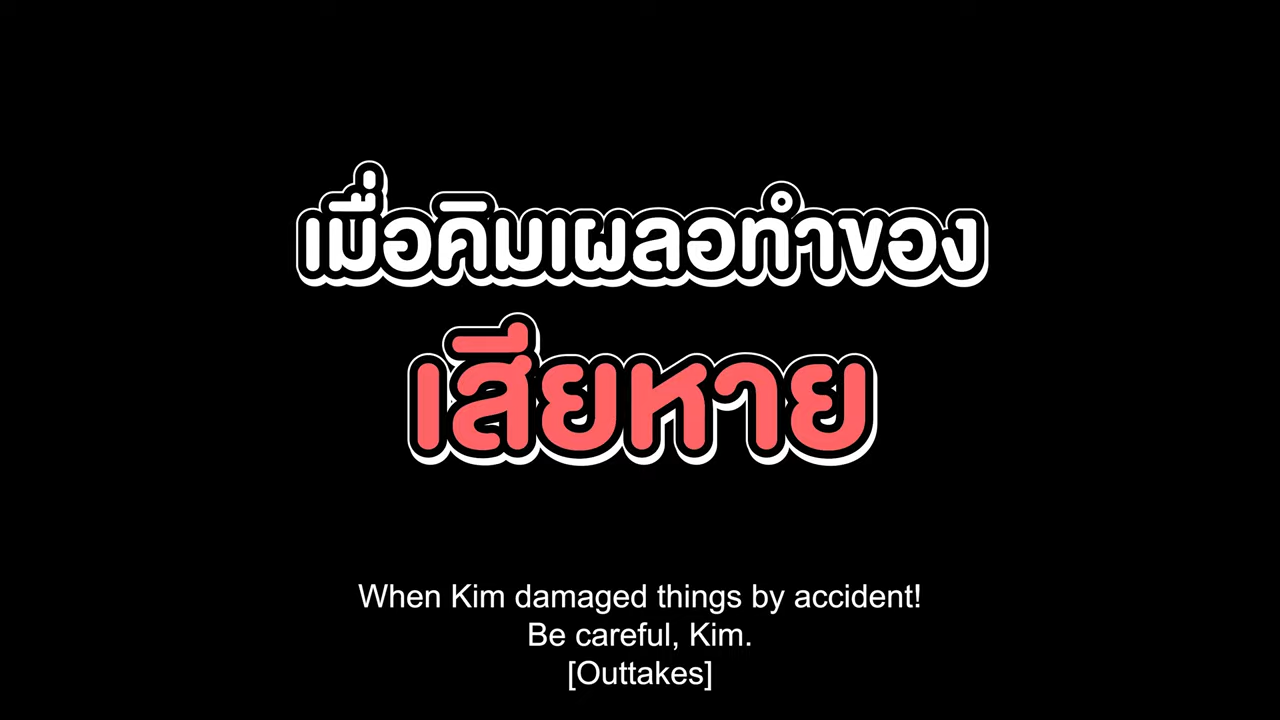 เมื่อคิมเผลอทำของ
เสียหาย
When Kim damaged things by accident!
Be careful, Kim.
[Outtakes]